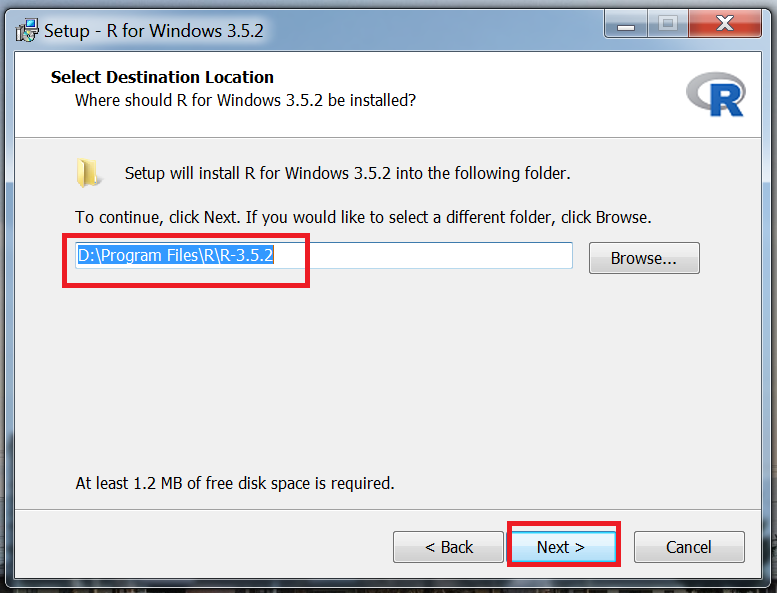 Setup - R for Windows 3.5.2
Select Destination Location
Where should R for Windows 3.5.2 be installed?
R
Setup will install R for Windows 3.5.2 into the following folder.
To continue, click Next. If you would like to select a different folder, click Browse.
D:\Program Files\R\R-3.5.2
Browse...
At least 1.2 MB of free disk space is required.
< Back
Next >
Cancel